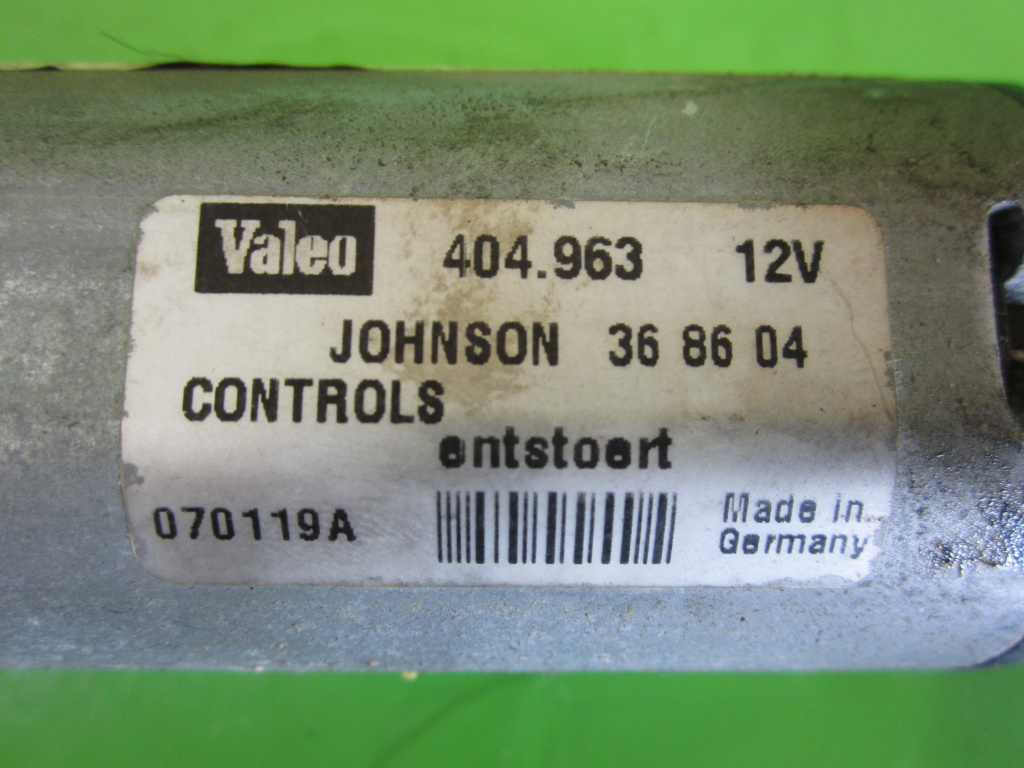 Valeo 404.963 12V
JOHNSON 36 86 04
CONTROLS
entstoert
070119A Made in
Germany